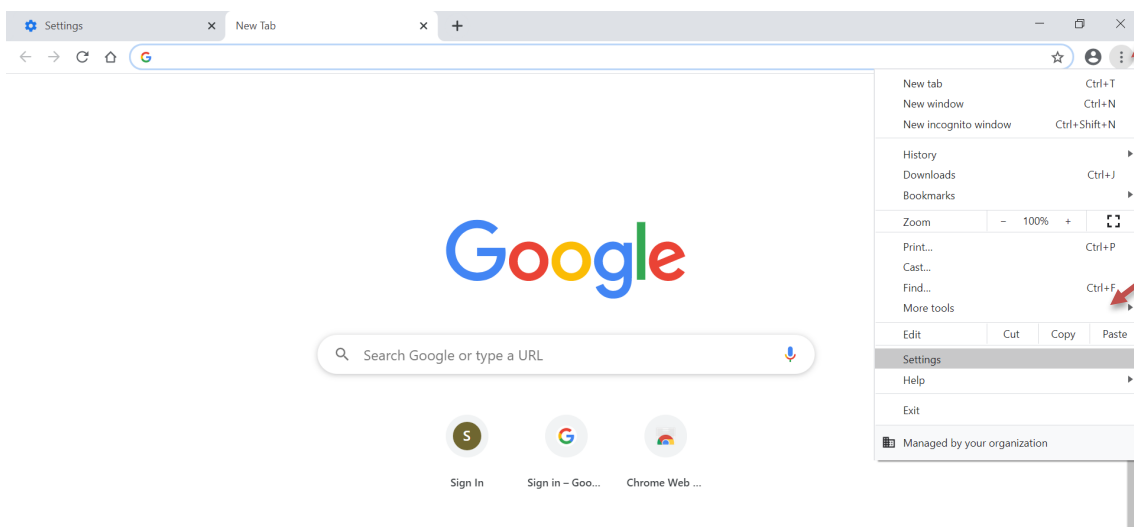 Settings
New Tab
G
New tab Ctrl+T
New window Ctrl+N
New incognito window Ctrl+Shift+N
History
Downloads Ctrl+J
Bookmarks
Zoom - 100% +
Print... Ctrl+P
Cast...
Find... Ctrl+F
More tools
Edit Cut Copy Paste
Settings
Help
Exit
Managed by your organization
Google
Search Google or type a URL
S
G
Sign In
Sign in – Goo...
Chrome Web ...